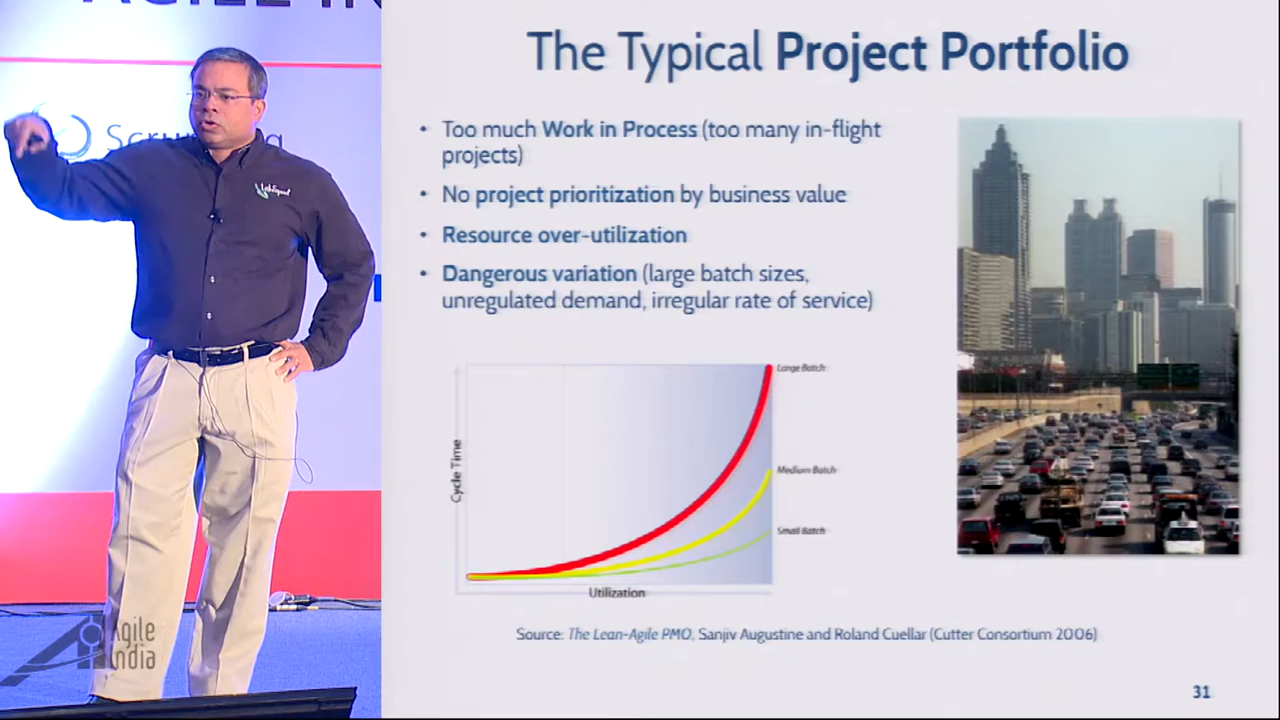 The Typical Project Portfolio
• Too much Work in Process (too many in-flight
projects)
• No project prioritization by business value
• Resource over-utilization
• Dangerous variation (large batch sizes,
unregulated demand, irregular rate of service)
Large Batch
Medium Batch
Small Batch
Cycle Time
Utilization
Source: The Lean-Agile PMO, Sanjiv Augustine and Roland Cuellar (Cutter Consortium 2006)
31
Agile
India